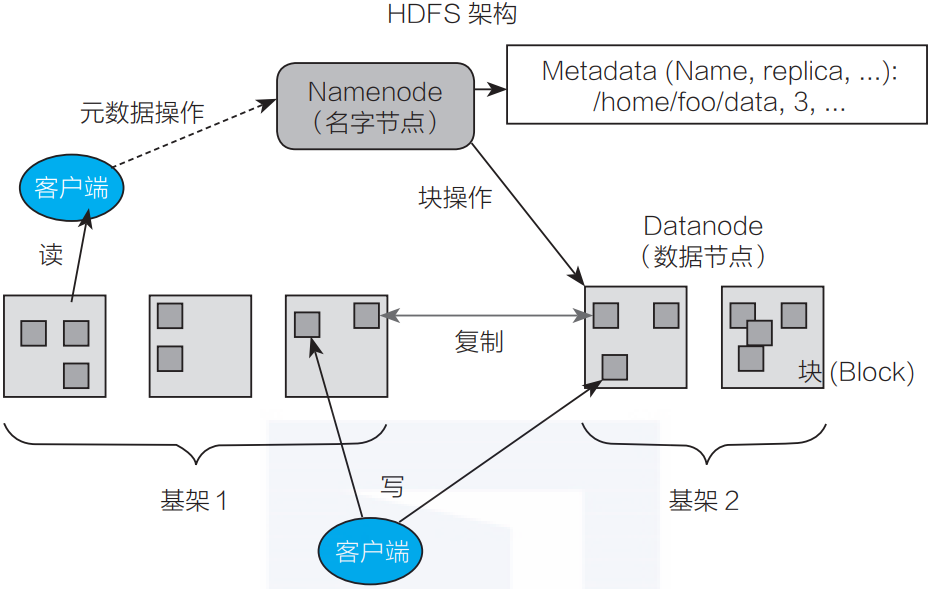 HDFS 架构
Metadata (Name, replica, ...):
/home/foo/data, 3, ...
Namenode
（名字节点）
元数据操作
客户端
块操作
读
Datanode
（数据节点）
复制
块 (Block)
基架 1
写
基架 2
客户端